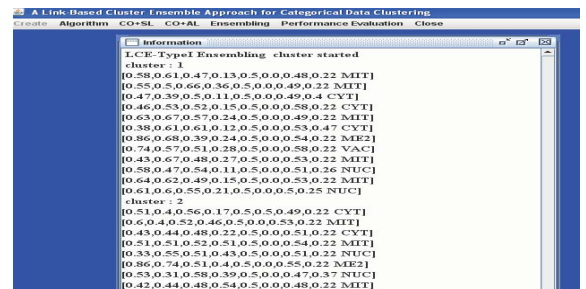 A Link-Based Cluster Ensemble Approach for Categorical Data Clustering
Create Algorithm CO+SL CO+AL Ensembling Performance Evaluation Close
Information
LCE-TypeI Ensembling cluster started
cluster : 1
[0.58,0.61,0.47,0.13,0.5,0.0,0.48,0.22 MIT]
[0.55,0.5,0.66,0.36,0.5,0.0,0.49,0.22 MIT]
[0.47,0.39,0.5,0.11,0.5,0.0,0.49,0.4 CYT]
[0.46,0.53,0.52,0.15,0.5,0.0,0.58,0.22 CYT]
[0.63,0.67,0.57,0.24,0.5,0.0,0.49,0.22 MIT]
[0.38,0.61,0.61,0.12,0.5,0.0,0.53,0.47 CYT]
[0.86,0.68,0.39,0.24,0.5,0.0,0.54,0.22 ME2]
[0.74,0.57,0.51,0.28,0.5,0.0,0.58,0.22 VAC]
[0.43,0.67,0.48,0.27,0.5,0.0,0.53,0.22 MIT]
[0.58,0.47,0.54,0.11,0.5,0.0,0.51,0.26 NUC]
[0.64,0.62,0.49,0.15,0.5,0.0,0.53,0.22 MIT]
[0.61,0.6,0.55,0.21,0.5,0.0,0.5,0.25 NUC]
cluster : 2
[0.51,0.4,0.56,0.17,0.5,0.5,0.49,0.22 CYT]
[0.6,0.4,0.52,0.46,0.5,0.0,0.53,0.22 MIT]
[0.43,0.44,0.48,0.22,0.5,0.0,0.51,0.22 CYT]
[0.51,0.51,0.52,0.51,0.5,0.0,0.54,0.22 MIT]
[0.33,0.55,0.51,0.43,0.5,0.0,0.51,0.22 NUC]
[0.86,0.74,0.51,0.4,0.5,0.0,0.55,0.22 ME2]
[0.53,0.31,0.58,0.39,0.5,0.0,0.47,0.37 NUC]
[0.42,0.44,0.48,0.54,0.5,0.0,0.48,0.22 MIT]